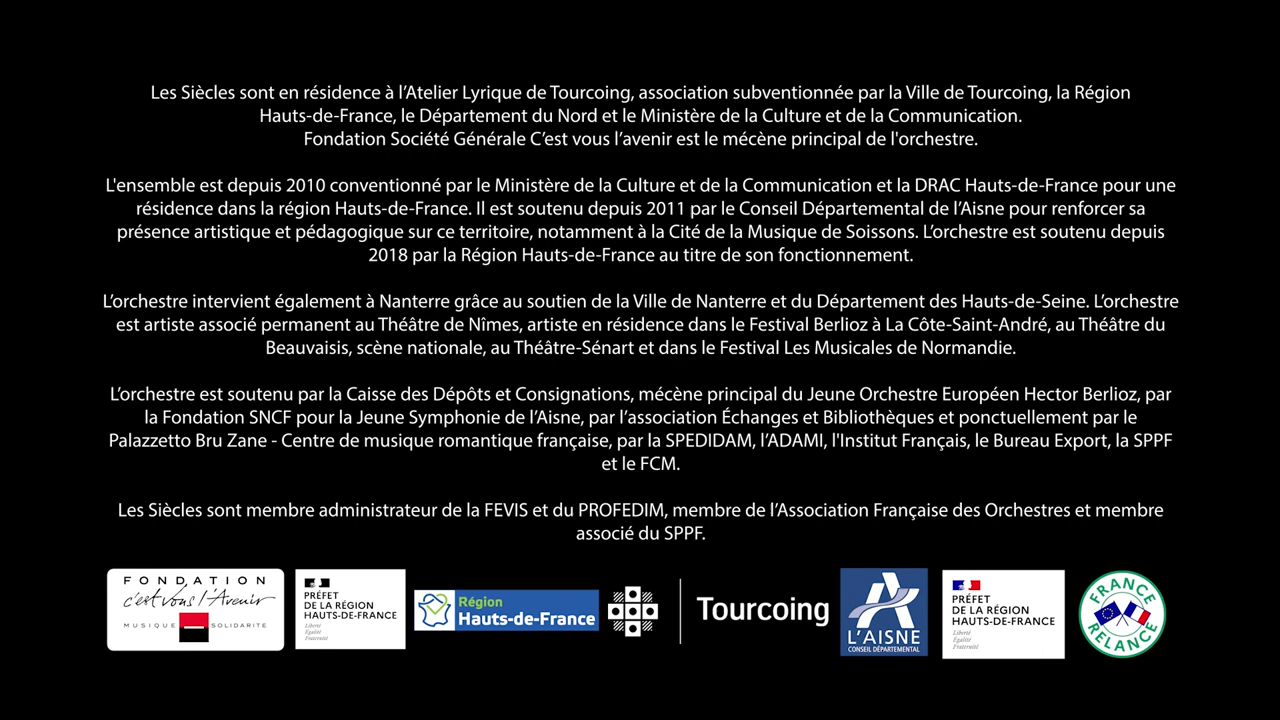 Les Siècles sont en résidence à l’Atelier Lyrique de Tourcoing, association subventionnée par la Ville de Tourcoing, la Région
Hauts-de-France, le Département du Nord et le Ministère de la Culture et de la Communication.
Fondation Société Générale C’est vous l’avenir est le mécène principal de l'orchestre.
L'ensemble est depuis 2010 conventionné par le Ministère de la Culture et de la Communication et la DRAC Hauts-de-France pour une
résidence dans la région Hauts-de-France. Il est soutenu depuis 2011 par le Conseil Départemental de l’Aisne pour renforcer sa
présence artistique et pédagogique sur ce territoire, notamment à la Cité de la Musique de Soissons. L’orchestre est soutenu depuis
2018 par la Région Hauts-de-France au titre de son fonctionnement.
L’orchestre intervient également à Nanterre grâce au soutien de la Ville de Nanterre et du Département des Hauts-de-Seine. L’orchestre
est artiste associé permanent au Théâtre de Nîmes, artiste en résidence dans le Festival Berlioz à La Côte-Saint-André, au Théâtre du
Beauvaisis, scène nationale, au Théâtre-Sénart et dans le Festival Les Musicales de Normandie.
L’orchestre est soutenu par la Caisse des Dépôts et Consignations, mécène principal du Jeune Orchestre Européen Hector Berlioz, par
la Fondation SNCF pour la Jeune Symphonie de l’Aisne, par l’association Échanges et Bibliothèques et ponctuellement par le
Palazzetto Bru Zane - Centre de musique romantique française, par la SPEDIDAM, l’ADAMI, l'Institut Français, le Bureau Export, la SPPF
et le FCM.
Les Siècles sont membre administrateur de la FEVIS et du PROFEDIM, membre de l’Association Française des Orchestres et membre
associé du SPPF.
FONDATION
c'est vous l'Avenir
MUSIQUE SOLIDARITE
PRÉFET
DE LA RÉGION
HAUTS-DE-FRANCE
Liberté
Égalité
Fraternité
Région
Hauts-de-France
Tourcoing
L'AISNE
CONSEIL DÉPARTEMENTAL
PRÉFET
DE LA RÉGION
HAUTS-DE-FRANCE
Liberté
Égalité
Fraternité
FRANCE
RELANCE